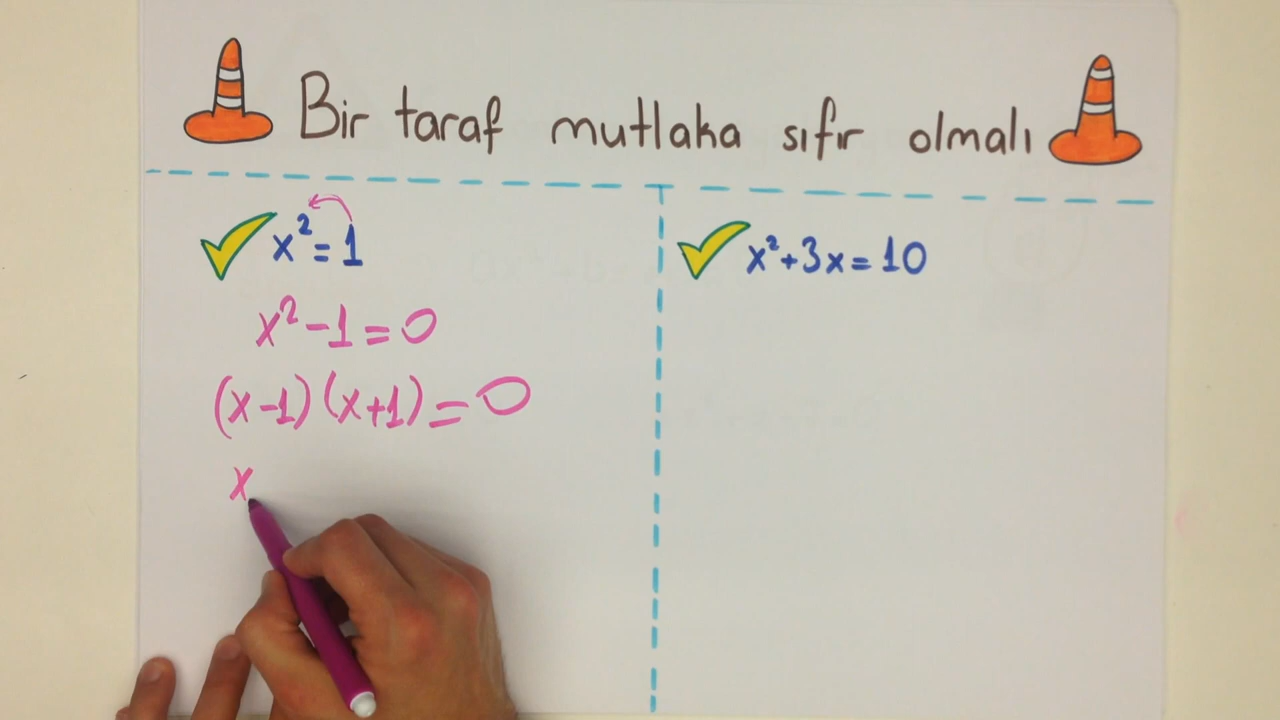 Bir taraf mutlaka sıfır olmalı
x² = 1
x² - 1 = 0
(x-1) (x+1) = 0
x
x² + 3x = 10